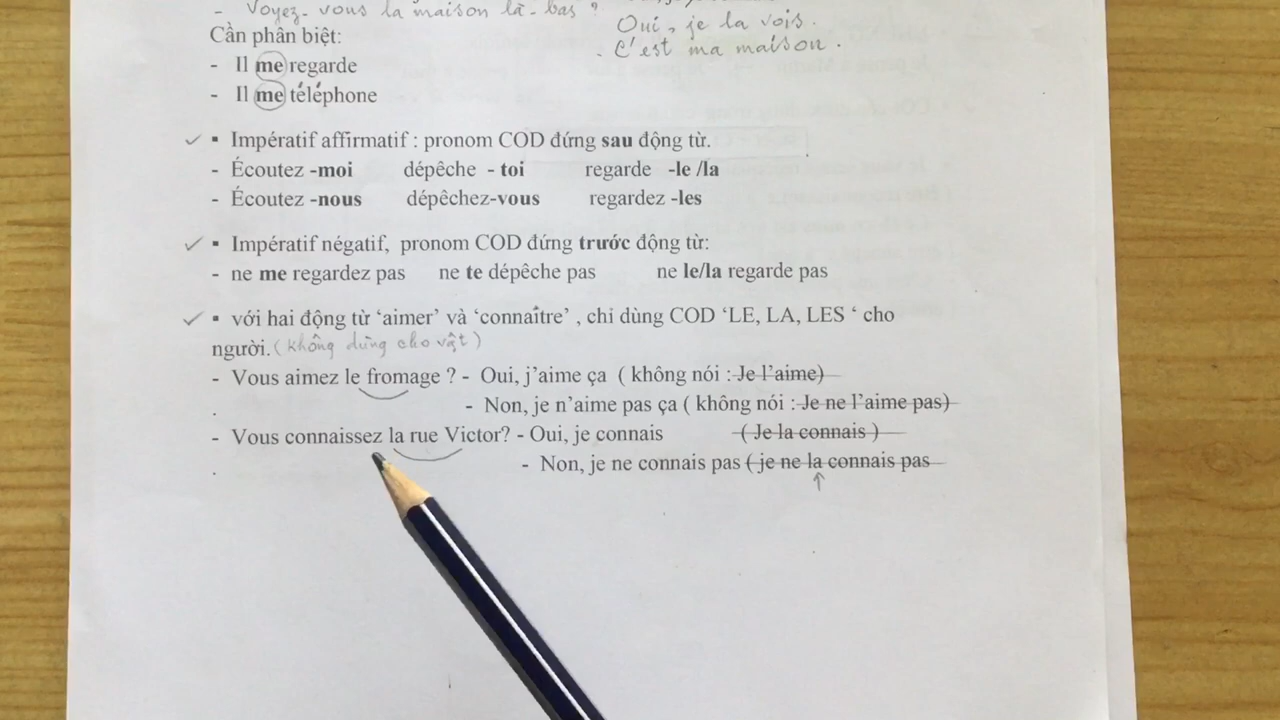 - Voyez-vous la maison là-bas ?
Oui, je la vois.
- C'est ma maison.
Cần phân biệt:
- Il me regarde
- Il me téléphone
✓ ▪ Impératif affirmatif : pronom COD đứng sau động từ.
- Écoutez -moi dépêche - toi regarde -le /la
- Écoutez -nous dépêchez-vous regardez -les
✓ ▪ Impératif négatif, pronom COD đứng trước động từ:
- ne me regardez pas ne te dépêche pas ne le/la regarde pas
✓ ▪ với hai động từ ‘aimer’ và ‘connaître’ , chỉ dùng COD ‘LE, LA, LES ‘ cho
người. (không dùng cho vật)
- Vous aimez le fromage ? - Oui, j’aime ça ( không nói : Je l’aime)
- Non, je n’aime pas ça ( không nói : Je ne l’aime pas)
- Vous connaissez la rue Victor? - Oui, je connais ( Je la connais )
- Non, je ne connais pas ( je ne la connais pas